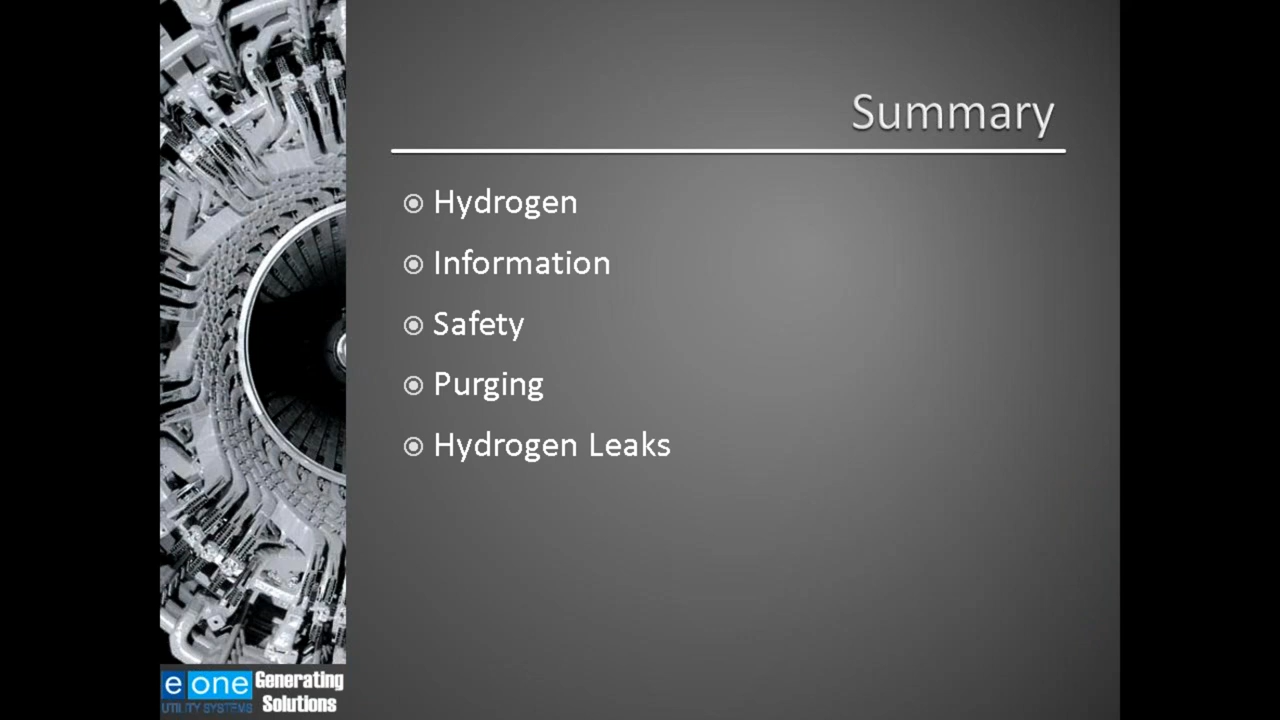 Summary
Hydrogen
Information
Safety
Purging
Hydrogen Leaks
e one Generating
UTILITY SYSTEMS Solutions